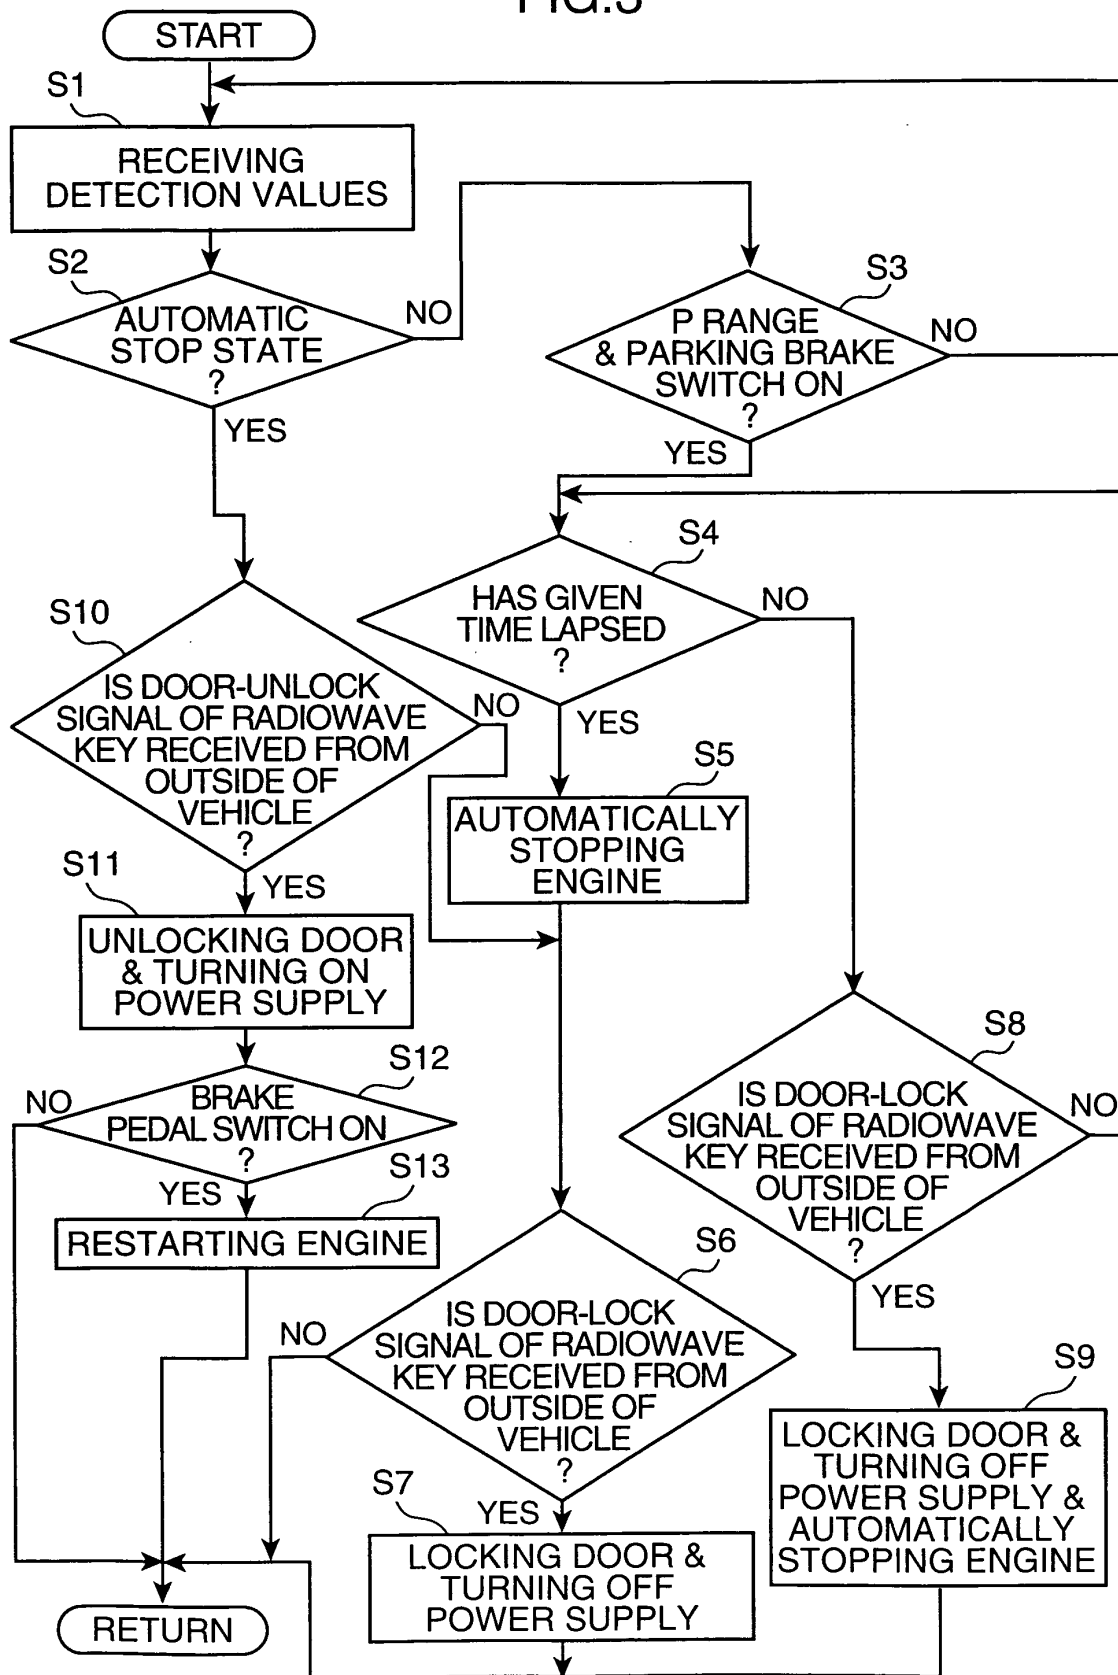 FIG.3
START
S1
RECEIVING
DETECTION VALUES
S2
AUTOMATIC
STOP STATE
?
NO
YES
S3
P RANGE
& PARKING BRAKE
SWITCH ON
?
NO
YES
S4
HAS GIVEN
TIME LAPSED
?
NO
YES
S10
IS DOOR-UNLOCK
SIGNAL OF RADIOWAVE
KEY RECEIVED FROM
OUTSIDE OF
VEHICLE
?
NO
YES
S5
AUTOMATICALLY
STOPPING
ENGINE
S11
UNLOCKING DOOR
& TURNING ON
POWER SUPPLY
S12
BRAKE
PEDAL SWITCH ON
?
NO
YES
S13
RESTARTING ENGINE
S8
IS DOOR-LOCK
SIGNAL OF RADIOWAVE
KEY RECEIVED FROM
OUTSIDE OF
VEHICLE
?
NO
YES
S6
IS DOOR-LOCK
SIGNAL OF RADIOWAVE
KEY RECEIVED FROM
OUTSIDE OF
VEHICLE
?
NO
YES
S9
LOCKING DOOR &
TURNING OFF
POWER SUPPLY &
AUTOMATICALLY
STOPPING ENGINE
S7
LOCKING DOOR &
TURNING OFF
POWER SUPPLY
RETURN